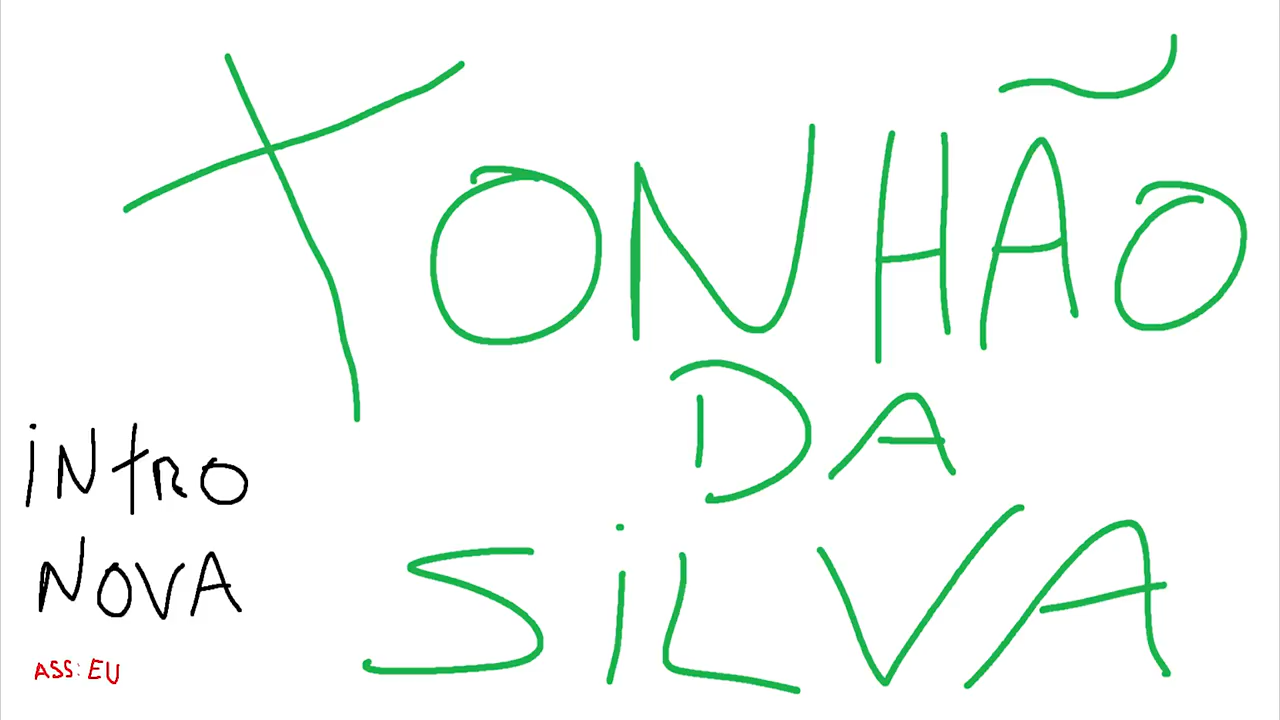 TONHÃO
DA
SiLVA
iNtRO
NOVA
ASS: EU